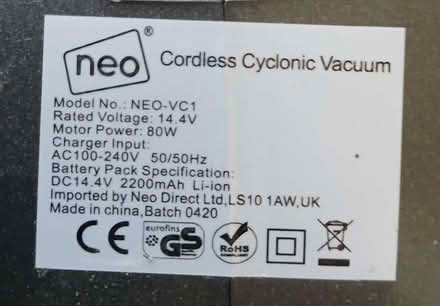 neo
Cordless Cyclonic Vacuum
Model No.: NEO-VC1
Rated Voltage: 14.4V
Motor Power: 80W
Charger Input:
AC100-240V 50/50Hz
Battery Pack Specification:
DC14.4V 2200mAh Li-ion
Imported by Neo Direct Ltd,LS10 1AW,UK
Made in china,Batch 0420
CE
eurofins
GS
RoHS